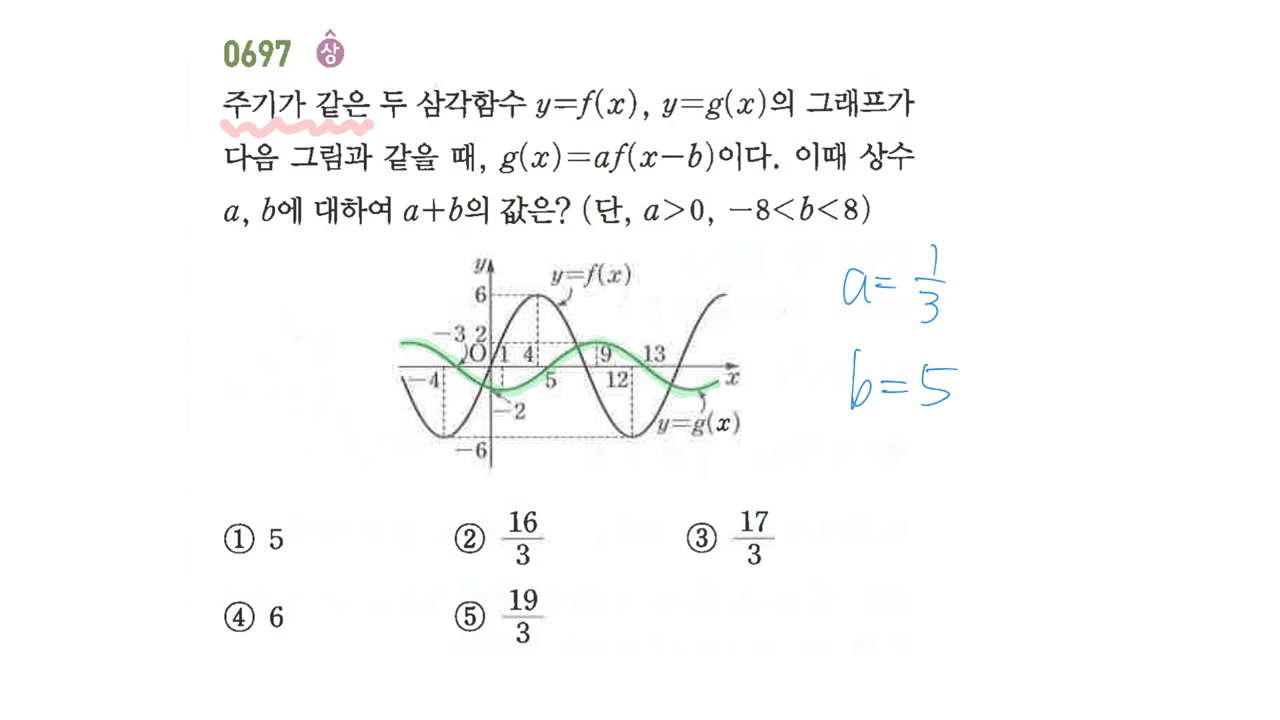 0697 상
주기가 같은 두 삼각함수 y=f(x), y=g(x)의 그래프가
다음 그림과 같을 때, g(x)=af(x-b)이다. 이때 상수
a, b에 대하여 a+b의 값은? (단, a>0, -8<b<8)
y
y=f(x)
6
-3 2
O 1 4 9 13
-4 5 12 x
-2
y=g(x)
-6
a= 1/3
b=5
① 5 ② 16/3 ③ 17/3
④ 6 ⑤ 19/3